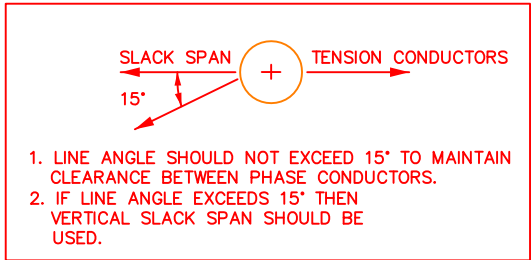 SLACK SPAN TENSION CONDUCTORS
15°
1. LINE ANGLE SHOULD NOT EXCEED 15° TO MAINTAIN
CLEARANCE BETWEEN PHASE CONDUCTORS.
2. IF LINE ANGLE EXCEEDS 15° THEN
VERTICAL SLACK SPAN SHOULD BE
USED.